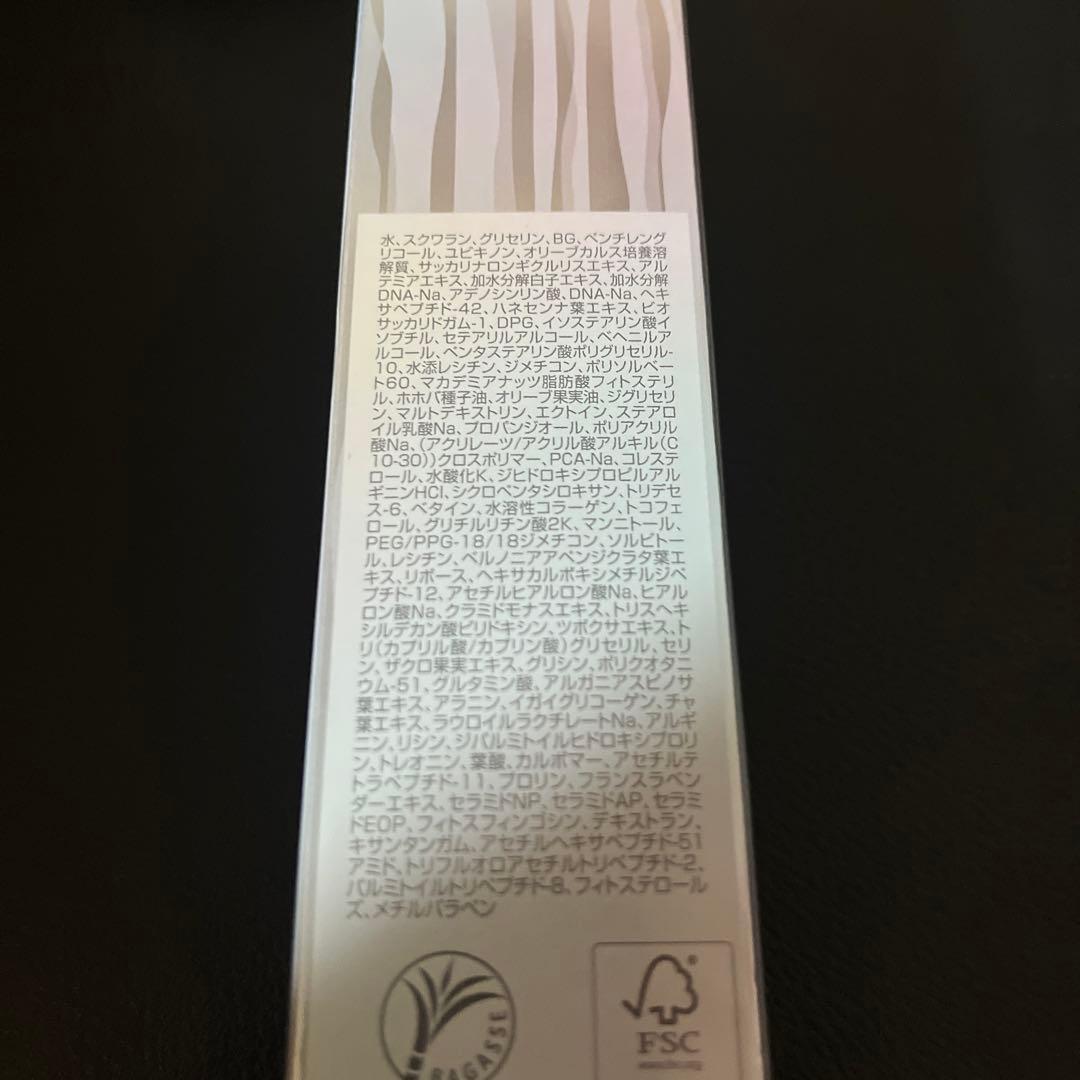 水、スクワラン、グリセリン、BG、ペンチレング
リコール、ユビキノン、オリーブカルス培養溶
解質、サッカリナロンギクルリスエキス、アル
テミアエキス、加水分解白子エキス、加水分解
DNA-Na、アデノシンリン酸、DNA-Na、ヘキ
サペプチド-42、ハネセンナ葉エキス、ビオ
サッカリドガム-1、DPG、イソステアリン酸イ
ソブチル、セテアリルアルコール、ベヘニルア
ルコール、ペンタステアリン酸ポリグリセリル-
10、水添レシチン、ジメチコン、ポリソルベー
ト60、マカデミアナッツ脂肪酸フィトステリ
ル、ホホバ種子油、オリーブ果実油、ジグリセリ
ン、マルトデキストリン、エクトイン、ステアロ
イル乳酸Na、プロパンジオール、ポリアクリル
酸Na、(アクリレーツ/アクリル酸アルキル(C
10-30))クロスポリマー、PCA-Na、コレステ
ロール、水酸化K、ジヒドロキシプロピルアル
ギニンHCl、シクロペンタシロキサン、トリデセ
ス-6、ベタイン、水溶性コラーゲン、トコフェ
ロール、グリチルリチン酸2K、マンニトール、
PEG/PPG-18/18ジメチコン、ソルビトー
ル、レシチン、ベルノニアアペンジクラタ葉エ
キス、リボース、ヘキサカルボキシメチルジペ
プチド-12、アセチルヒアルロン酸Na、ヒアル
ロン酸Na、クラミドモナスエキス、トリスヘキ
シルデカン酸ピリドキシン、ツボクサエキス、ト
リ(カプリル酸/カプリン酸)グリセリル、セリ
ン、ザクロ果実エキス、グリシン、ポリクオタニ
ウム-51、グルタミン酸、アルガニアスピノサ
葉エキス、アラニン、イガイグリコーゲン、チャ
葉エキス、ラウロイルラクチレートNa、アルギ
ニン、リシン、ジパルミトイルヒドロキシプロリ
ン、トレオニン、葉酸、カルボマー、アセチルテ
トラペプチド-11、プロリン、フランスラベン
ダーエキス、セラミドNP、セラミドAP、セラミ
ドEOP、フィトスフィンゴシン、デキストラン、
キサンタンガム、アセチルヘキサペプチド-51
アミド、トリフルオロアセチルトリペプチド-2、
パルミトイルトリペプチド-8、フィトステロール
ズ、メチルパラベン
BAGASSE
FSC
®